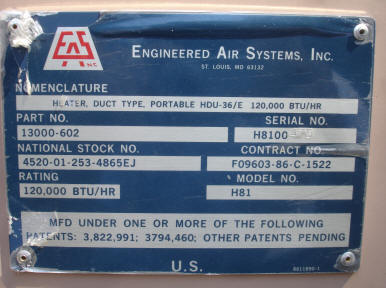 EAS
INC
ENGINEERED AIR SYSTEMS, INC.
ST. LOUIS, MO 63132
NOMENCLATURE
HEATER, DUCT TYPE, PORTABLE HDU-36/E 120,000 BTU/HR
PART NO. SERIAL NO.
13000-602 H8100
NATIONAL STOCK NO. CONTRACT NO.
4520-01-253-4865EJ F09603-86-C-1522
RATING MODEL NO.
120,000 BTU/HR H81
MFD UNDER ONE OR MORE OF THE FOLLOWING
PATENTS: 3,822,991; 3794,460; OTHER PATENTS PENDING
U.S.